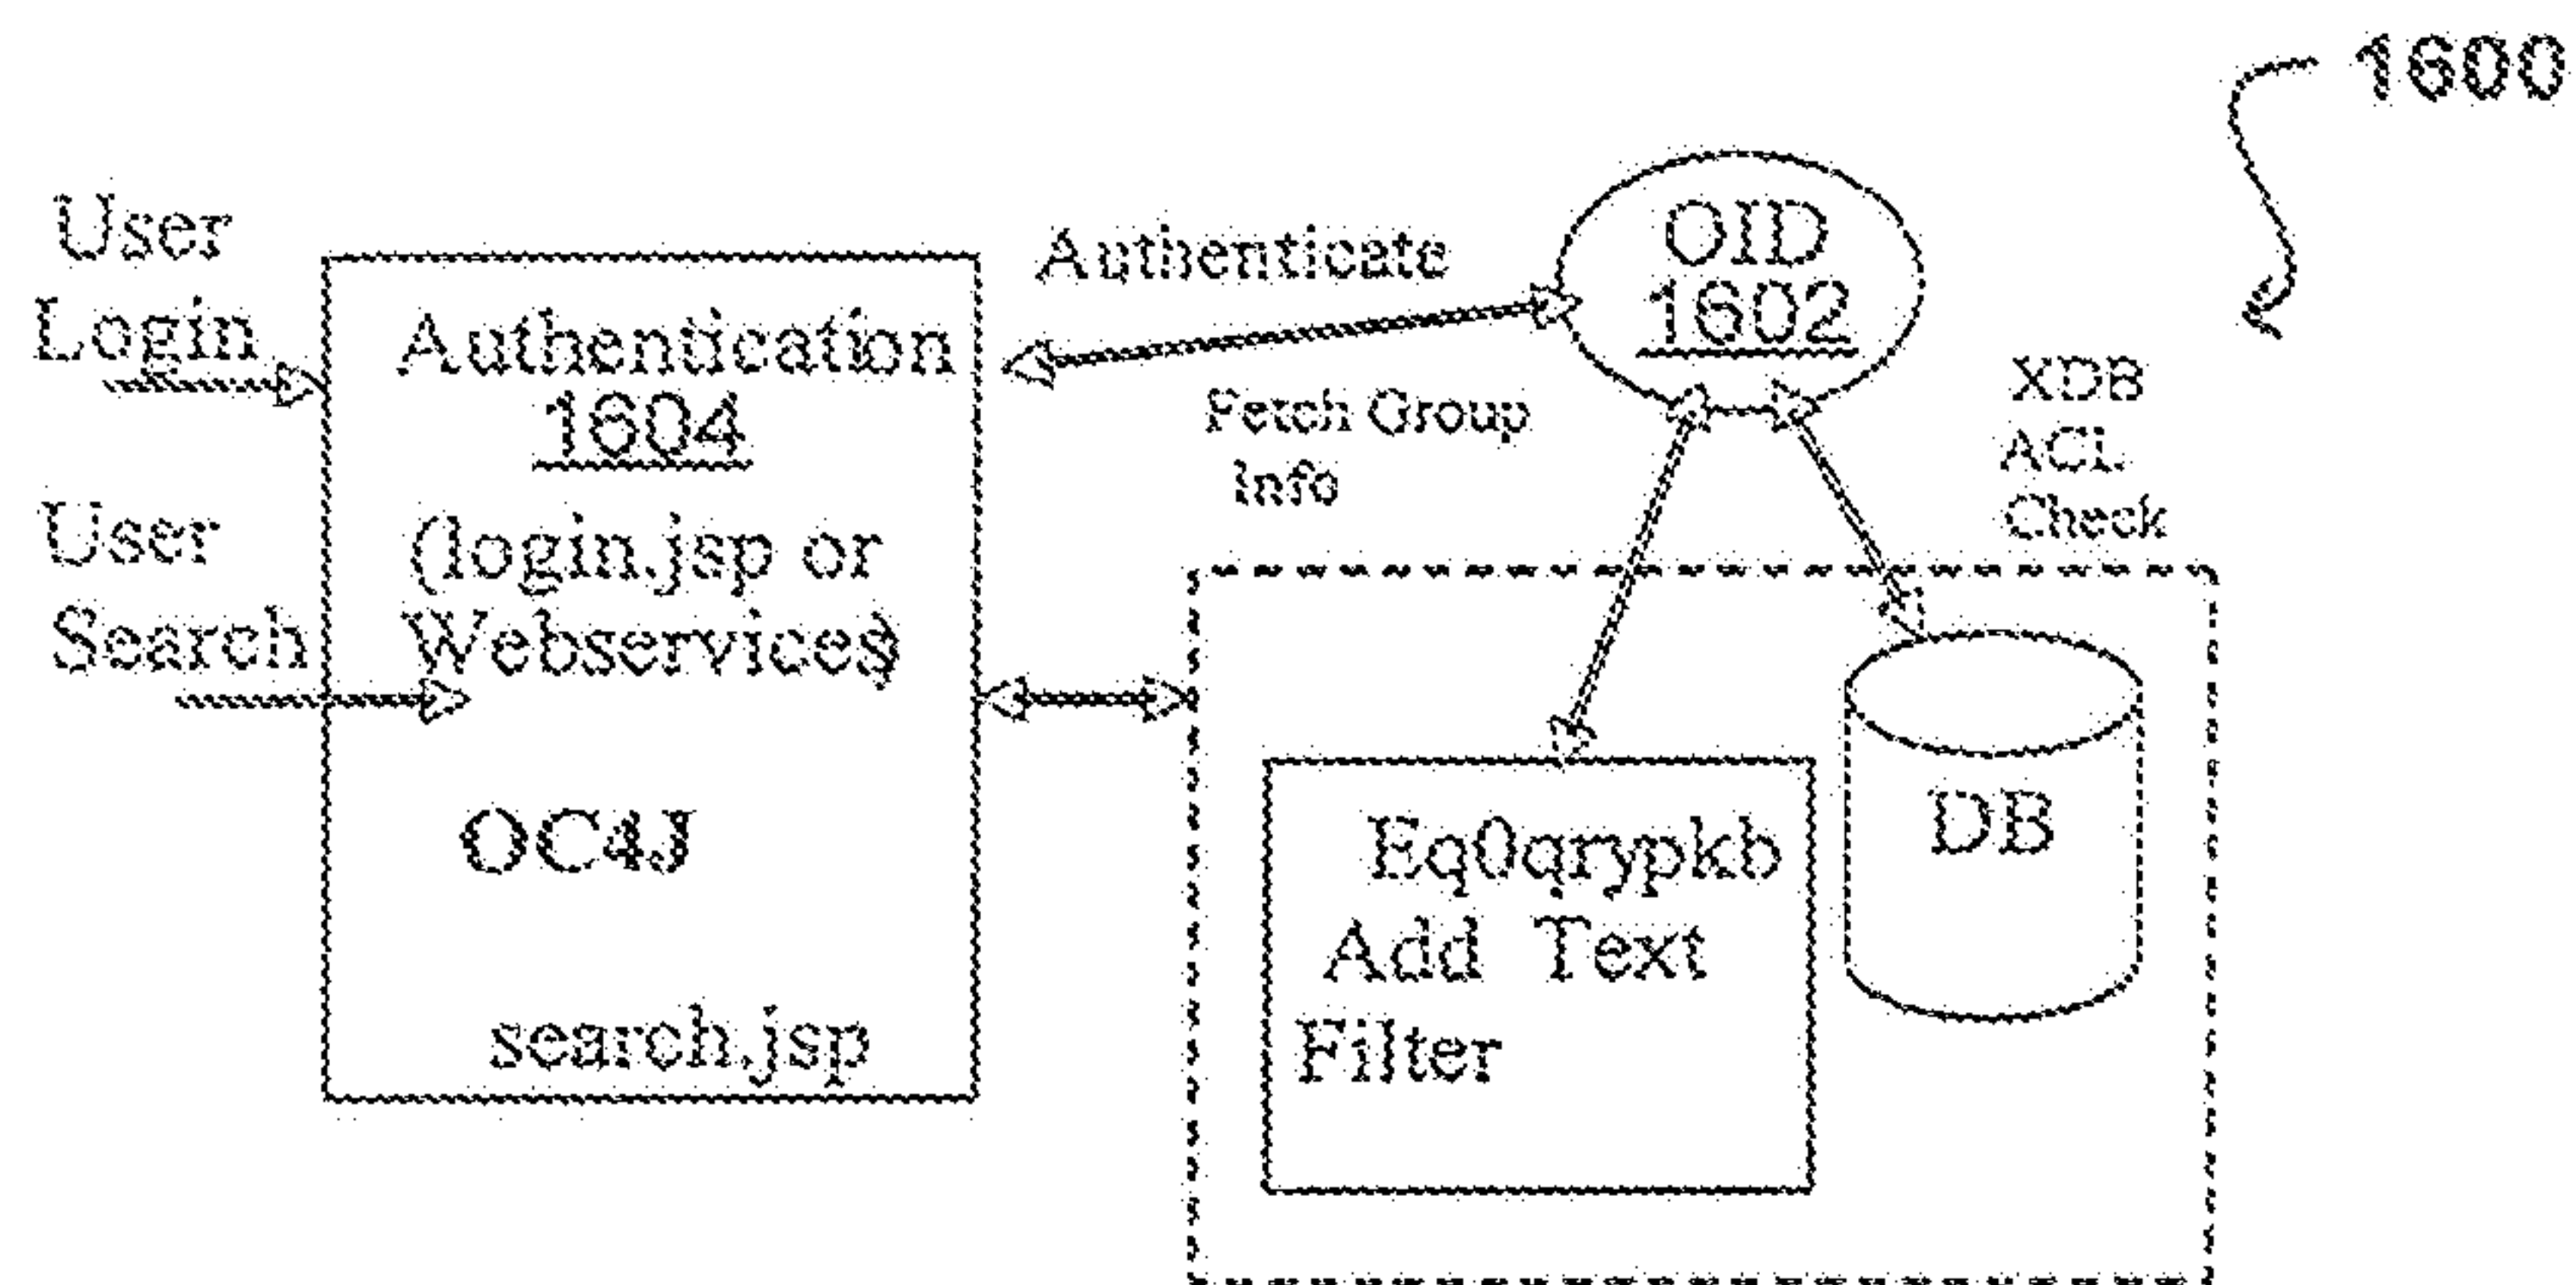 1600
User
Login
User
Search
Authentication
1604
(login.jsp or
Webservices)
OC4J
search.jsp
Authenticate
OID
1602
Fetch Group
Info
XDB
ACL
Check
Eq0qrypkb
Add Text
Filter
DB